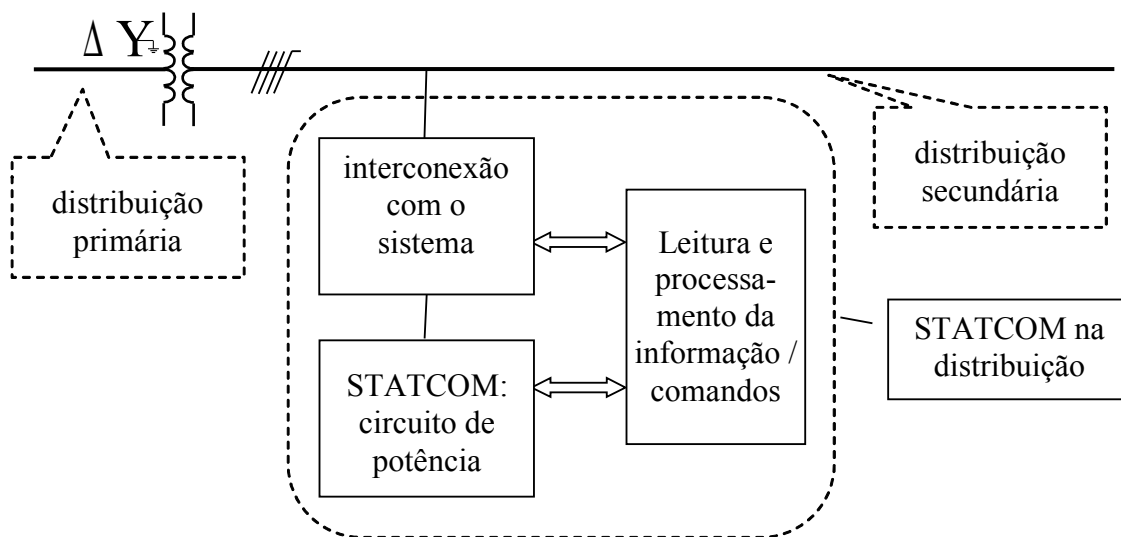 Δ Y
distribuição
primária
interconexão
com o
sistema
STATCOM:
circuito de
potência
Leitura e
processa-
mento da
informação /
comandos
distribuição
secundária
STATCOM na
distribuição